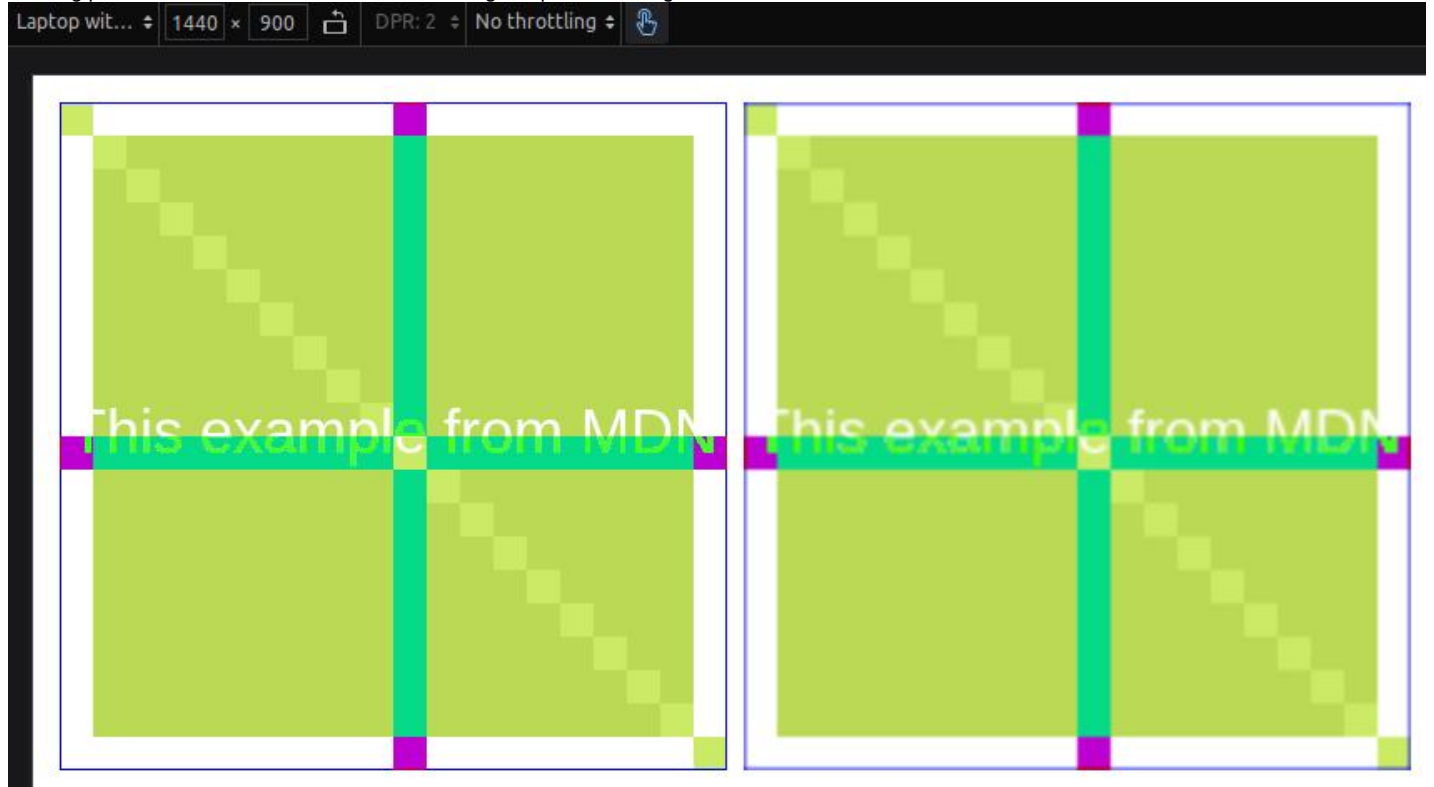 Laptop wit... 1440 × 900 DPR: 2 No throttling
This example from MDN
This example from MDN